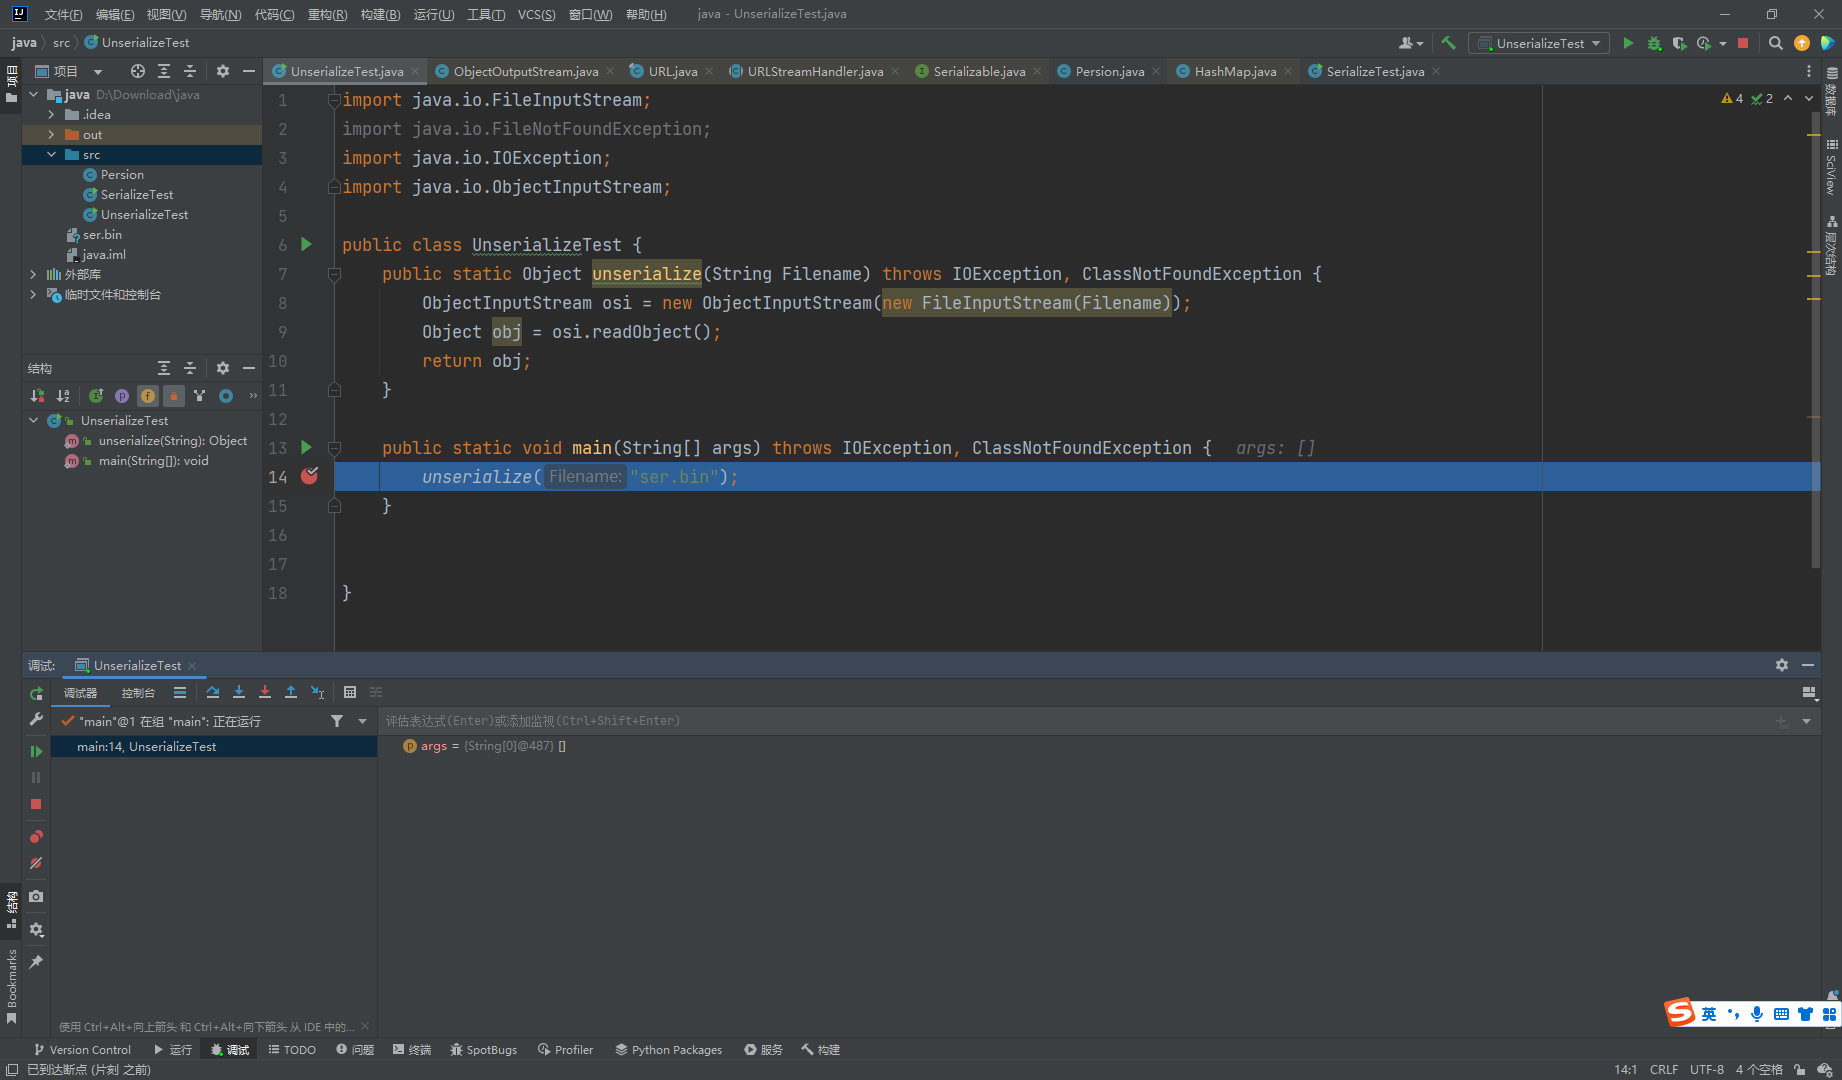 文件(F) 编辑(E) 视图(V) 导航(N) 代码(C) 重构(R) 构建(B) 运行(U) 工具(T) VCS(S) 窗口(W) 帮助(H) java - UnserializeTest.java
java src UnserializeTest
UnserializeTest
项目
UnserializeTest.java ObjectOutputStream.java URL.java URLStreamHandler.java Serializable.java Persion.java HashMap.java SerializeTest.java
项目
java D:\Download\java
.idea
out
src
Persion
SerializeTest
UnserializeTest
ser.bin
java.iml
外部库
临时文件和控制台
结构
UnserializeTest
unserialize(String): Object
main(String[]): void
4 2
1 import java.io.FileInputStream;
2 import java.io.FileNotFoundException;
3 import java.io.IOException;
4 import java.io.ObjectInputStream;
5
6 public class UnserializeTest {
7 public static Object unserialize(String Filename) throws IOException, ClassNotFoundException {
8 ObjectInputStream osi = new ObjectInputStream(new FileInputStream(Filename));
9 Object obj = osi.readObject();
10 return obj;
11 }
12
13 public static void main(String[] args) throws IOException, ClassNotFoundException { args: []
14 unserialize( Filename: "ser.bin");
15 }
16
17
18 }
数据库
SciView
层次结构
调试: UnserializeTest
调试器 控制台
"main"@1 在组 "main": 正在运行
评估表达式(Enter)或添加监视(Ctrl+Shift+Enter)
main:14, UnserializeTest
args = {String[0]@487} []
结构
Bookmarks
使用 Ctrl+Alt+向上箭头 和 Ctrl+Alt+向下箭头 从 IDE 中的...
英
Version Control 运行 调试 TODO 问题 终端 SpotBugs Profiler Python Packages 服务 构建
已到达断点 (片刻 之前)
14:1 CRLF UTF-8 4 个空格